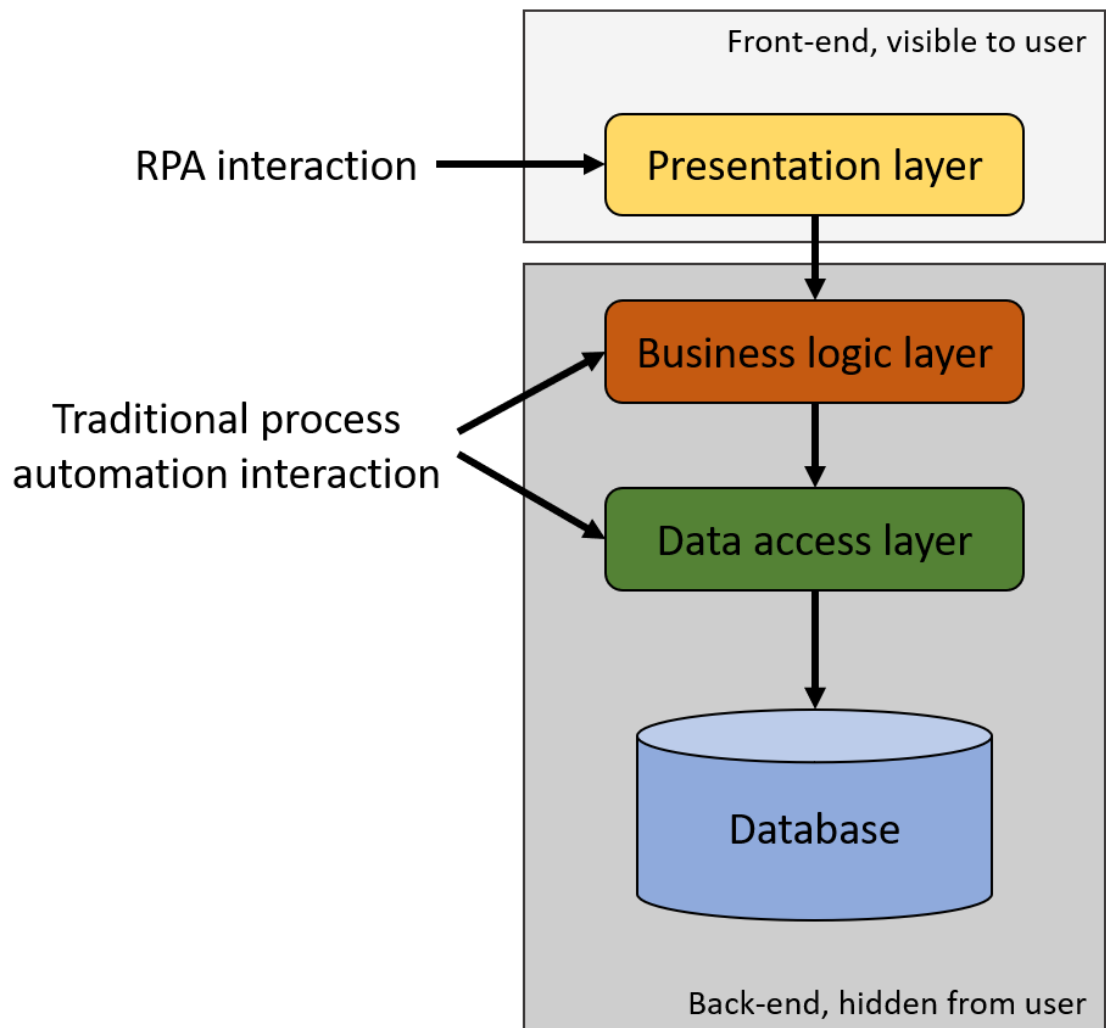 Front-end, visible to user
RPA interaction
Presentation layer
Business logic layer
Traditional process
automation interaction
Data access layer
Database
Back-end, hidden from user